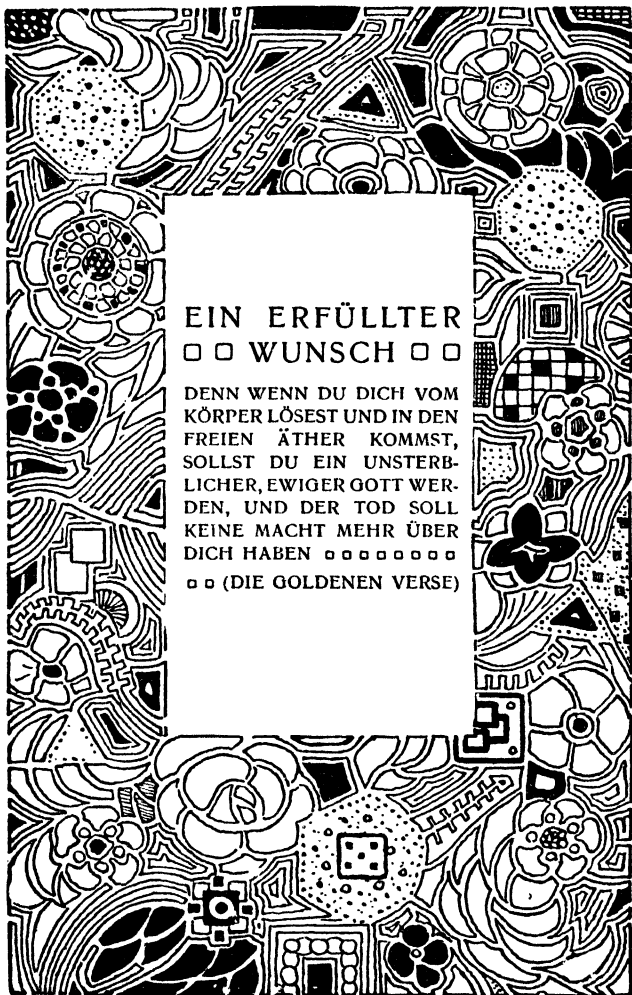 EIN ERFÜLLTER
WUNSCH
DENN WENN DU DICH VOM
KÖRPER LÖSEST UND IN DEN
FREIEN ÄTHER KOMMST,
SOLLST DU EIN UNSTERB-
LICHER, EWIGER GOTT WER-
DEN, UND DER TOD SOLL
KEINE MACHT MEHR ÜBER
DICH HABEN
(DIE GOLDENEN VERSE)